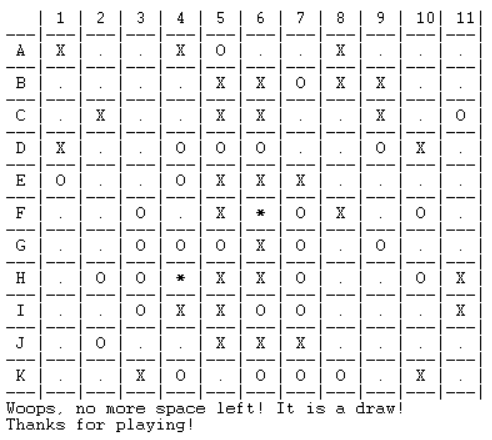 | 1 | 2 | 3 | 4 | 5 | 6 | 7 | 8 | 9 | 10| 11|
A | X | . | . | X | O | . | . | X | . | . | . |
B | . | . | . | . | X | X | O | X | X | . | . |
C | . | X | . | . | X | X | . | . | X | . | O |
D | X | . | . | O | O | O | . | . | O | X | . |
E | O | . | . | O | X | X | X | . | . | . | . |
F | . | . | O | . | X | * | O | X | . | O | . |
G | . | . | O | O | O | X | O | . | O | . | . |
H | . | O | O | * | X | X | O | . | . | O | X |
I | . | . | O | X | X | O | O | . | . | . | X |
J | . | O | . | . | X | X | X | . | . | . | . |
K | . | . | X | O | . | O | O | O | . | X | . |
Woops, no more space left! It is a draw!
Thanks for playing!